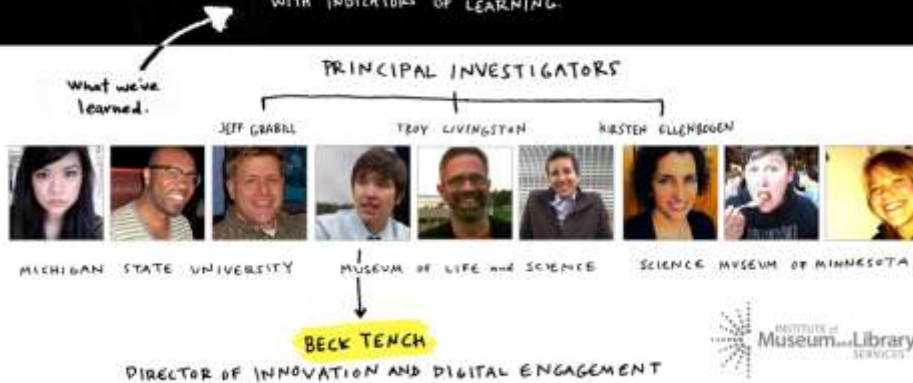 WITH INDICATORS OF LEARNING.
What we've
learned.
PRINCIPAL INVESTIGATORS
JEFF GRABILL TROY LIVINGSTON KIRSTEN ELLENBOGEN
MICHIGAN STATE UNIVERSITY MUSEUM OF LIFE and SCIENCE SCIENCE MUSEUM OF MINNESOTA
BECK TENCH
DIRECTOR OF INNOVATION AND DIGITAL ENGAGEMENT
INSTITUTE of
Museum and Library
SERVICES